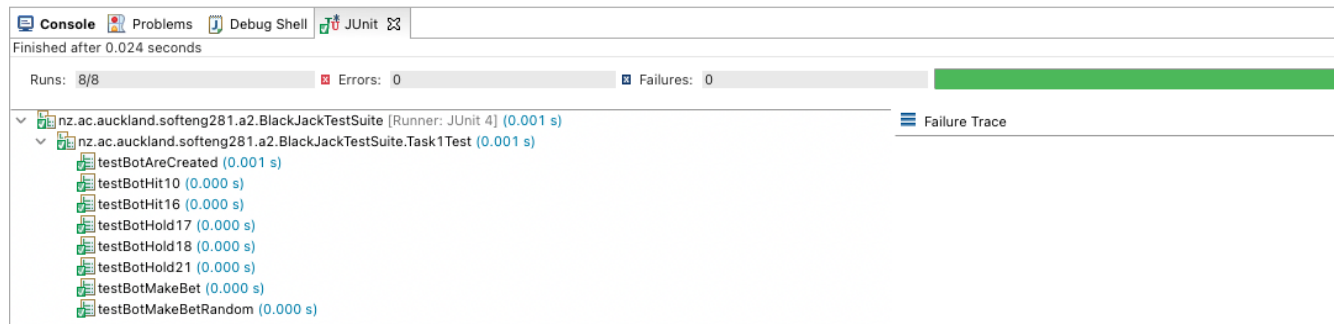 Console Problems Debug Shell JUnit
Finished after 0.024 seconds
Runs: 8/8 Errors: 0 Failures: 0
nz.ac.auckland.softeng281.a2.BlackJackTestSuite [Runner: JUnit 4] (0.001 s)
Failure Trace
nz.ac.auckland.softeng281.a2.BlackJackTestSuite.Task1Test (0.001 s)
testBotAreCreated (0.001 s)
testBotHit10 (0.000 s)
testBotHit16 (0.000 s)
testBotHold17 (0.000 s)
testBotHold18 (0.000 s)
testBotHold21 (0.000 s)
testBotMakeBet (0.000 s)
testBotMakeBetRandom (0.000 s)